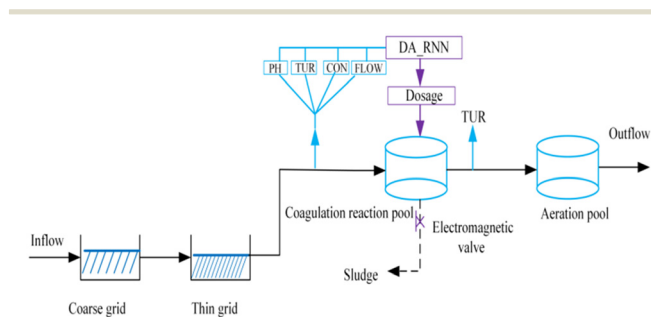 DA_RNN
PH TUR CON FLOW
Dosage
TUR
Outflow
Coagulation reaction pool
Electromagnetic
valve
Aeration pool
Inflow
Sludge
Coarse grid
Thin grid